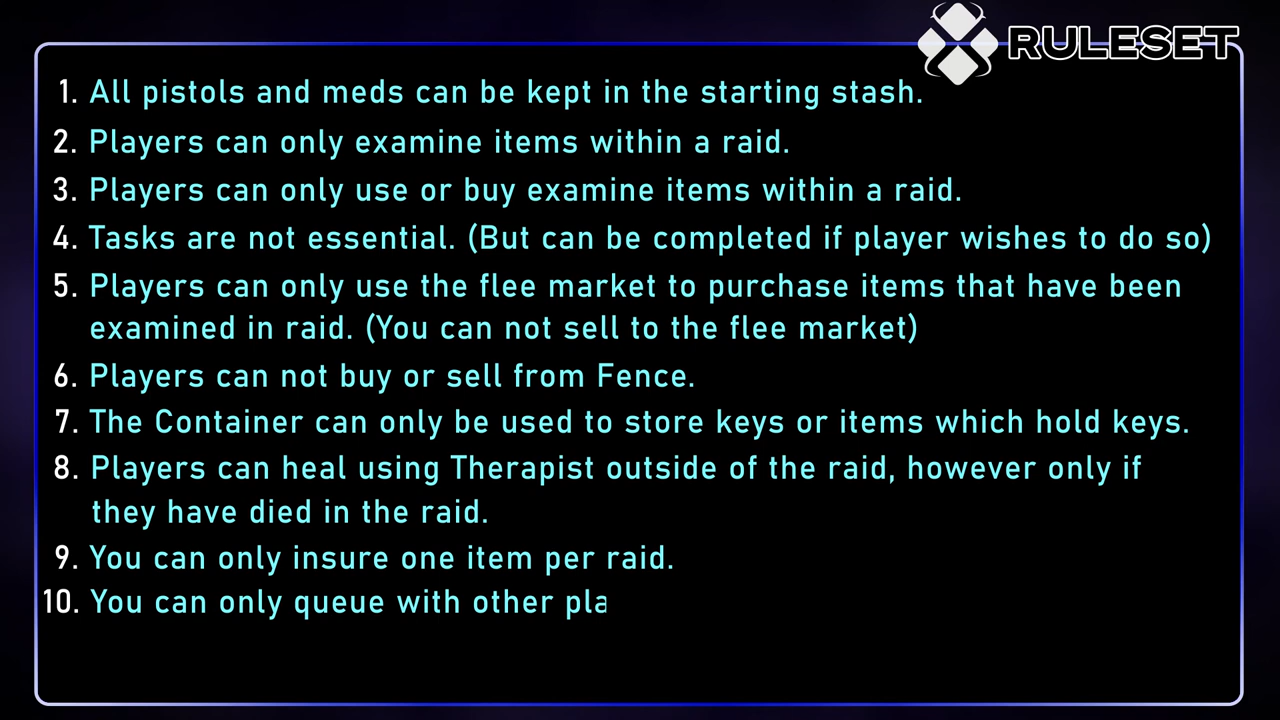 RULESET
1. All pistols and meds can be kept in the starting stash.
2. Players can only examine items within a raid.
3. Players can only use or buy examine items within a raid.
4. Tasks are not essential. (But can be completed if player wishes to do so)
5. Players can only use the flee market to purchase items that have been
examined in raid. (You can not sell to the flee market)
6. Players can not buy or sell from Fence.
7. The Container can only be used to store keys or items which hold keys.
8. Players can heal using Therapist outside of the raid, however only if
they have died in the raid.
9. You can only insure one item per raid.
10. You can only queue with other pla